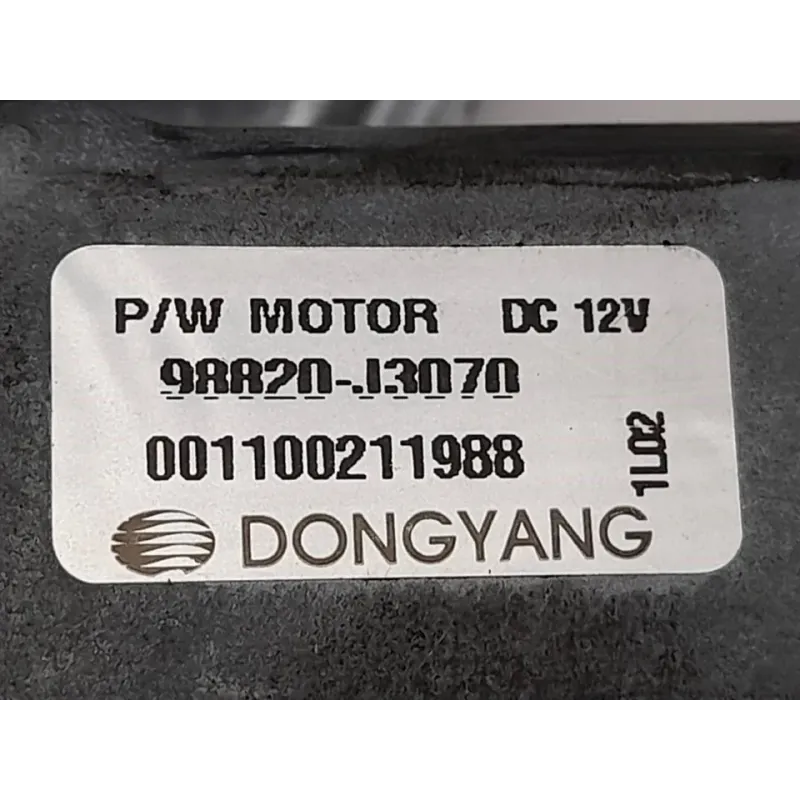 P/W MOTOR DC 12V
98820-J3070
001100211988
1L02
DONGYANG